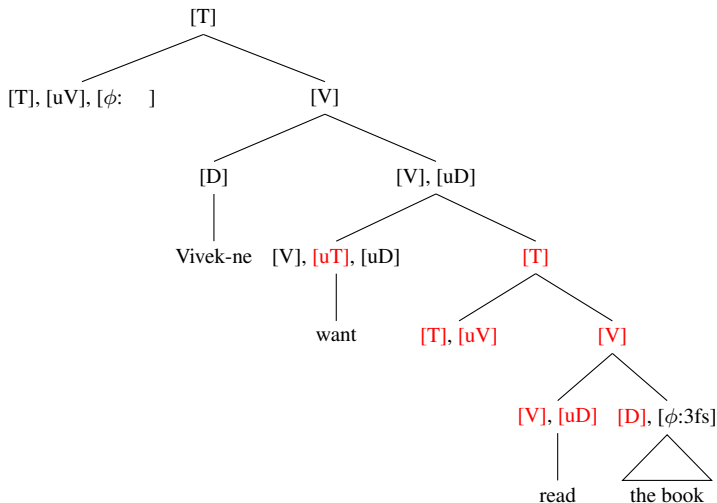 [T]
[T], [uV], [ϕ: ]
[V]
[D]
[V], [uD]
Vivek-ne
[V], [uT], [uD]
[T]
want
[T], [uV]
[V]
[V], [uD]
[D], [ϕ:3fs]
read
the book